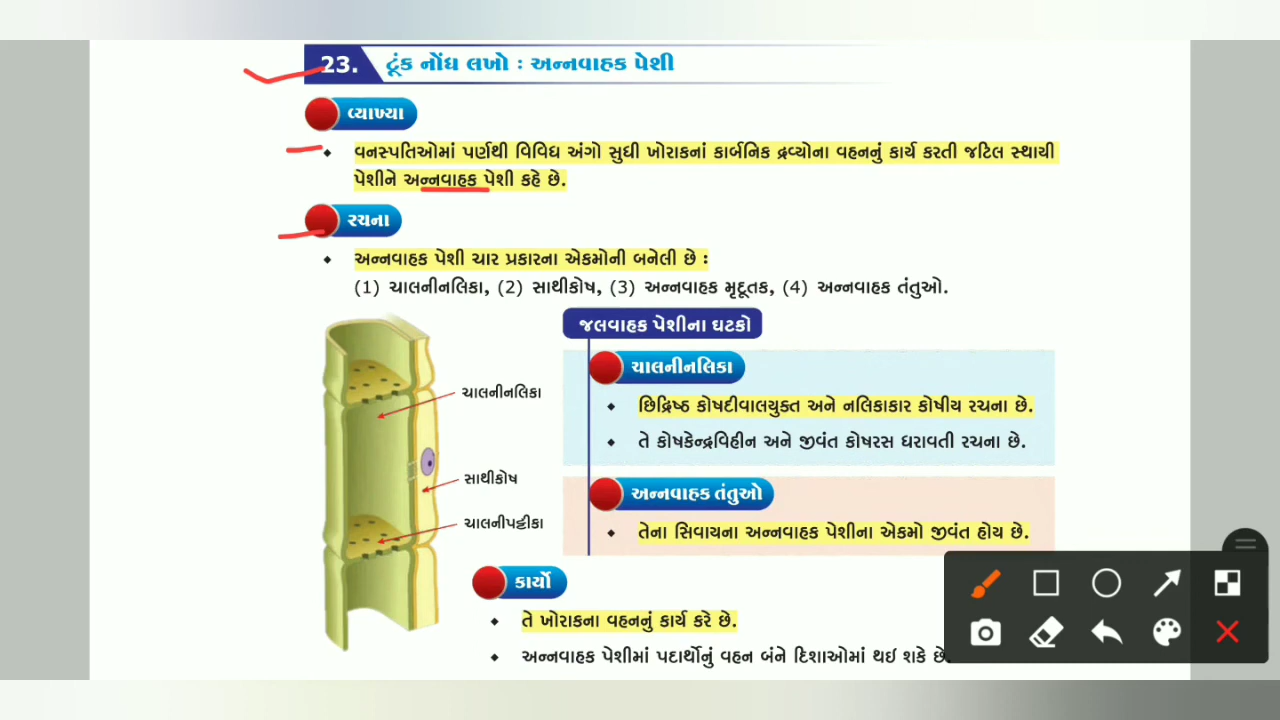 23. ટૂંક નોંધ લખો : અન્નવાહક પેશી
વ્યાખ્યા
વનસ્પતિઓમાં પર્ણથી વિવિધ અંગો સુધી ખોરાકનાં કાર્બનિક દ્રવ્યોના વહનનું કાર્ય કરતી જટિલ સ્થાયી
પેશીને અન્નવાહક પેશી કહે છે.
રચના
અન્નવાહક પેશી ચાર પ્રકારના એકમોની બનેલી છે :
(1) ચાલનીનલિકા, (2) સાથીકોષ, (3) અન્નવાહક મૃદૂતક, (4) અન્નવાહક તંતુઓ.
જલવાહક પેશીના ઘટકો
ચાલનીનલિકા
છિદ્રિષ્ઠ કોષદીવાલયુક્ત અને નલિકાકાર કોષીય રચના છે.
તે કોષકેન્દ્રવિહીન અને જીવંત કોષરસ ધરાવતી રચના છે.
અન્નવાહક તંતુઓ
તેના સિવાયના અન્નવાહક પેશીના એકમો જીવંત હોય છે.
ચાલનીનલિકા
સાથીકોષ
ચાલનીપટ્ટીકા
કાર્યો
તે ખોરાકના વહનનું કાર્ય કરે છે.
અન્નવાહક પેશીમાં પદાર્થોનું વહન બંને દિશાઓમાં થઈ શકે છે.